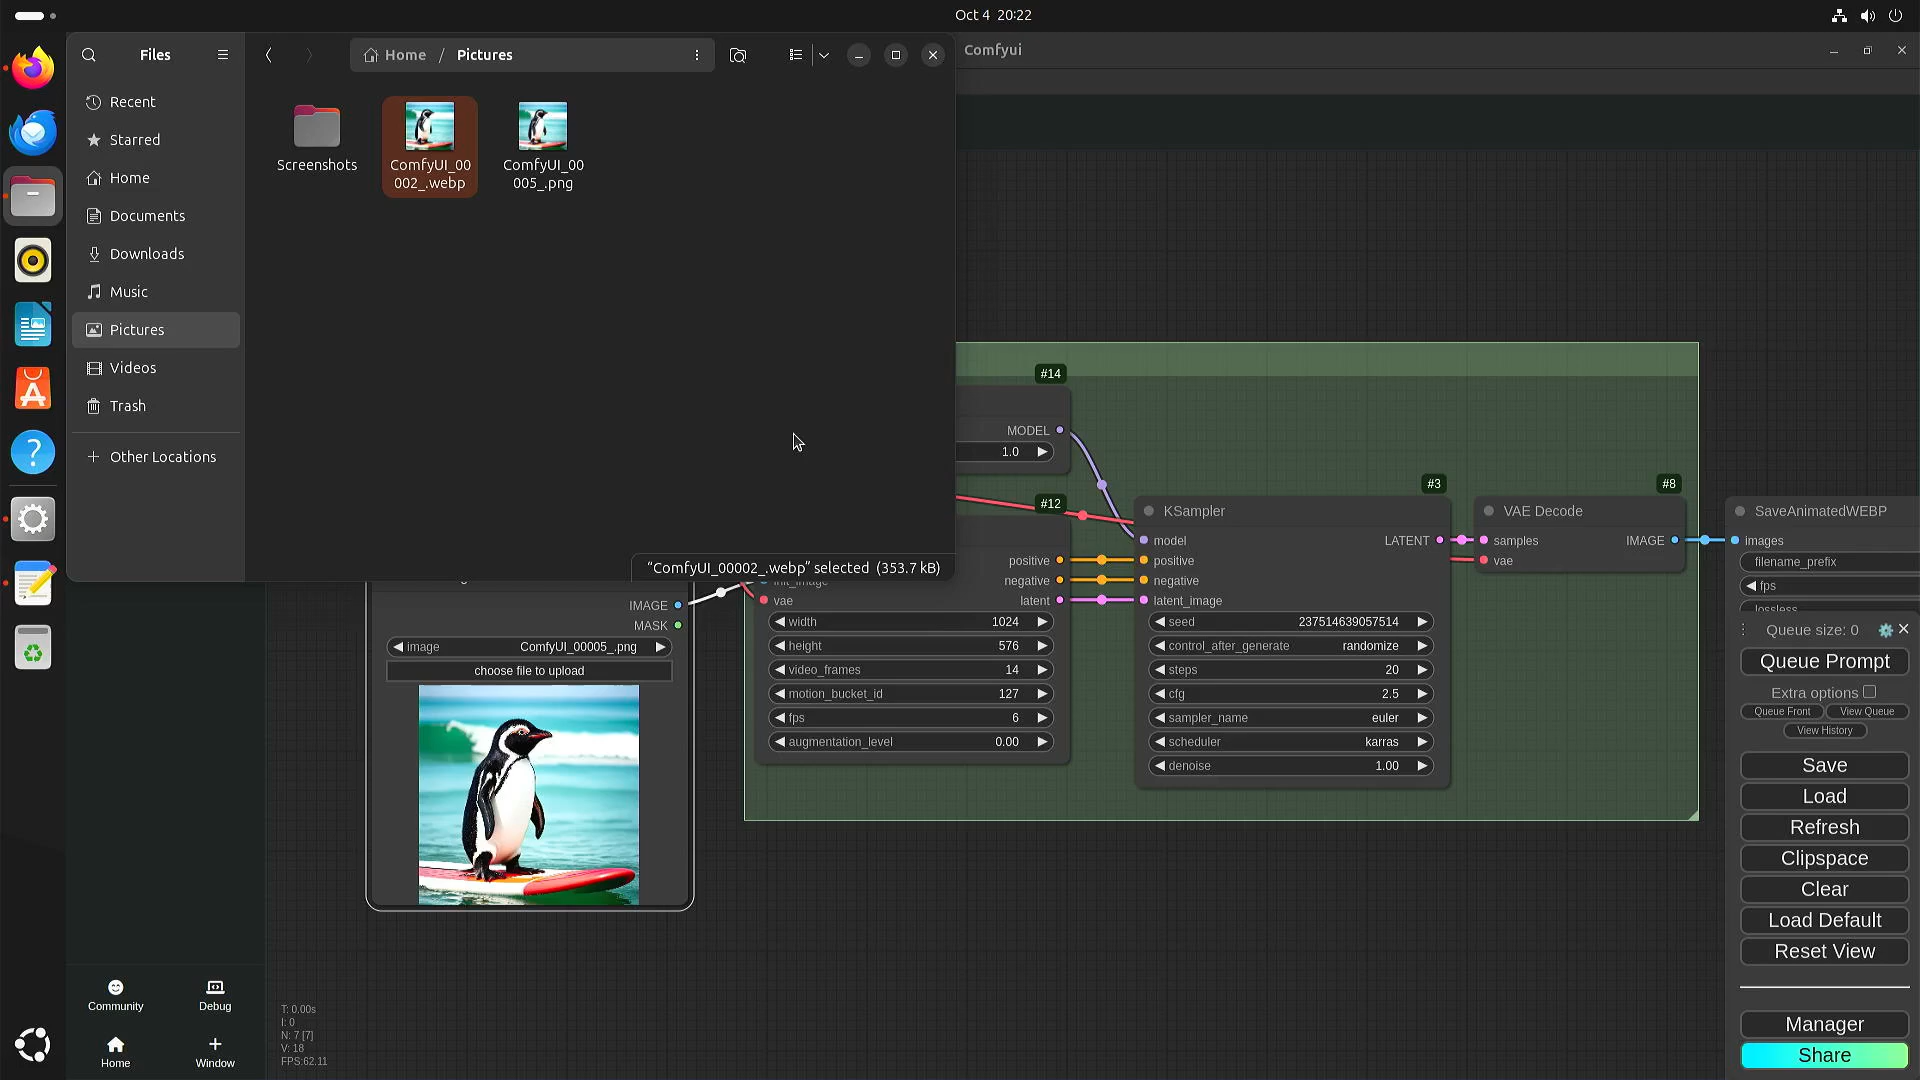 Oct 4 20:22
Files
Home / Pictures
Comfyui
Recent
Starred
Home
Documents
Downloads
Music
Pictures
Videos
Trash
Other Locations
Screenshots
ComfyUI_00
002_.webp
ComfyUI_00
005_.png
“ComfyUI_00002_.webp” selected (353.7 kB)
#14
MODEL
1.0
#12
positive
negative
init_image
vae
latent
width 1024
height 576
video_frames 14
motion_bucket_id 127
fps 6
augmentation_level 0.00
IMAGE
MASK
image ComfyUI_00005_.png
choose file to upload
#3
KSampler
model
LATENT
positive
negative
latent_image
seed 237514639057514
control_after_generate randomize
steps 20
cfg 2.5
sampler_name euler
scheduler karras
denoise 1.00
#8
VAE Decode
samples
IMAGE
vae
SaveAnimatedWEBP
images
filename_prefix
fps
lossless
Queue size: 0
Queue Prompt
Extra options
Queue Front
View Queue
View History
Save
Load
Refresh
Clipspace
Clear
Load Default
Reset View
Manager
Share
Community
Debug
Home
Window
T: 0.00s
I: 0
N: 7 [7]
V: 18
FPS:62.11